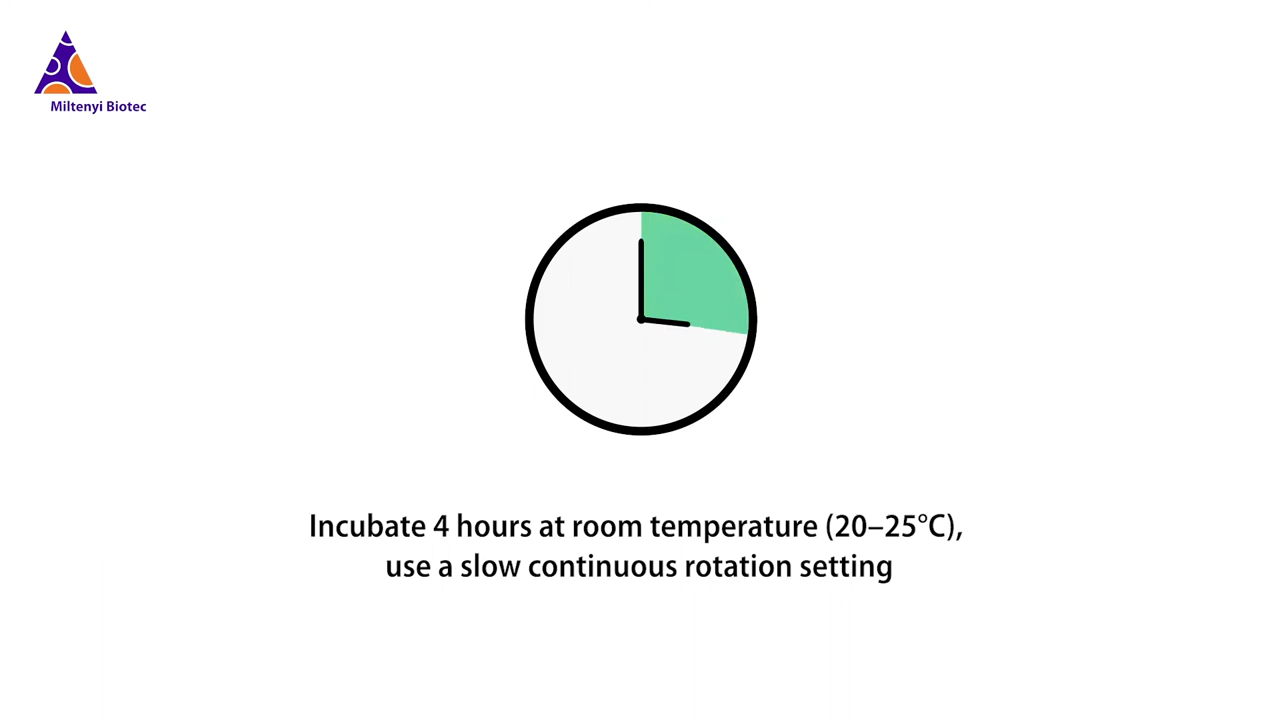 Miltenyi Biotec
Incubate 4 hours at room temperature (20–25°C),
use a slow continuous rotation setting